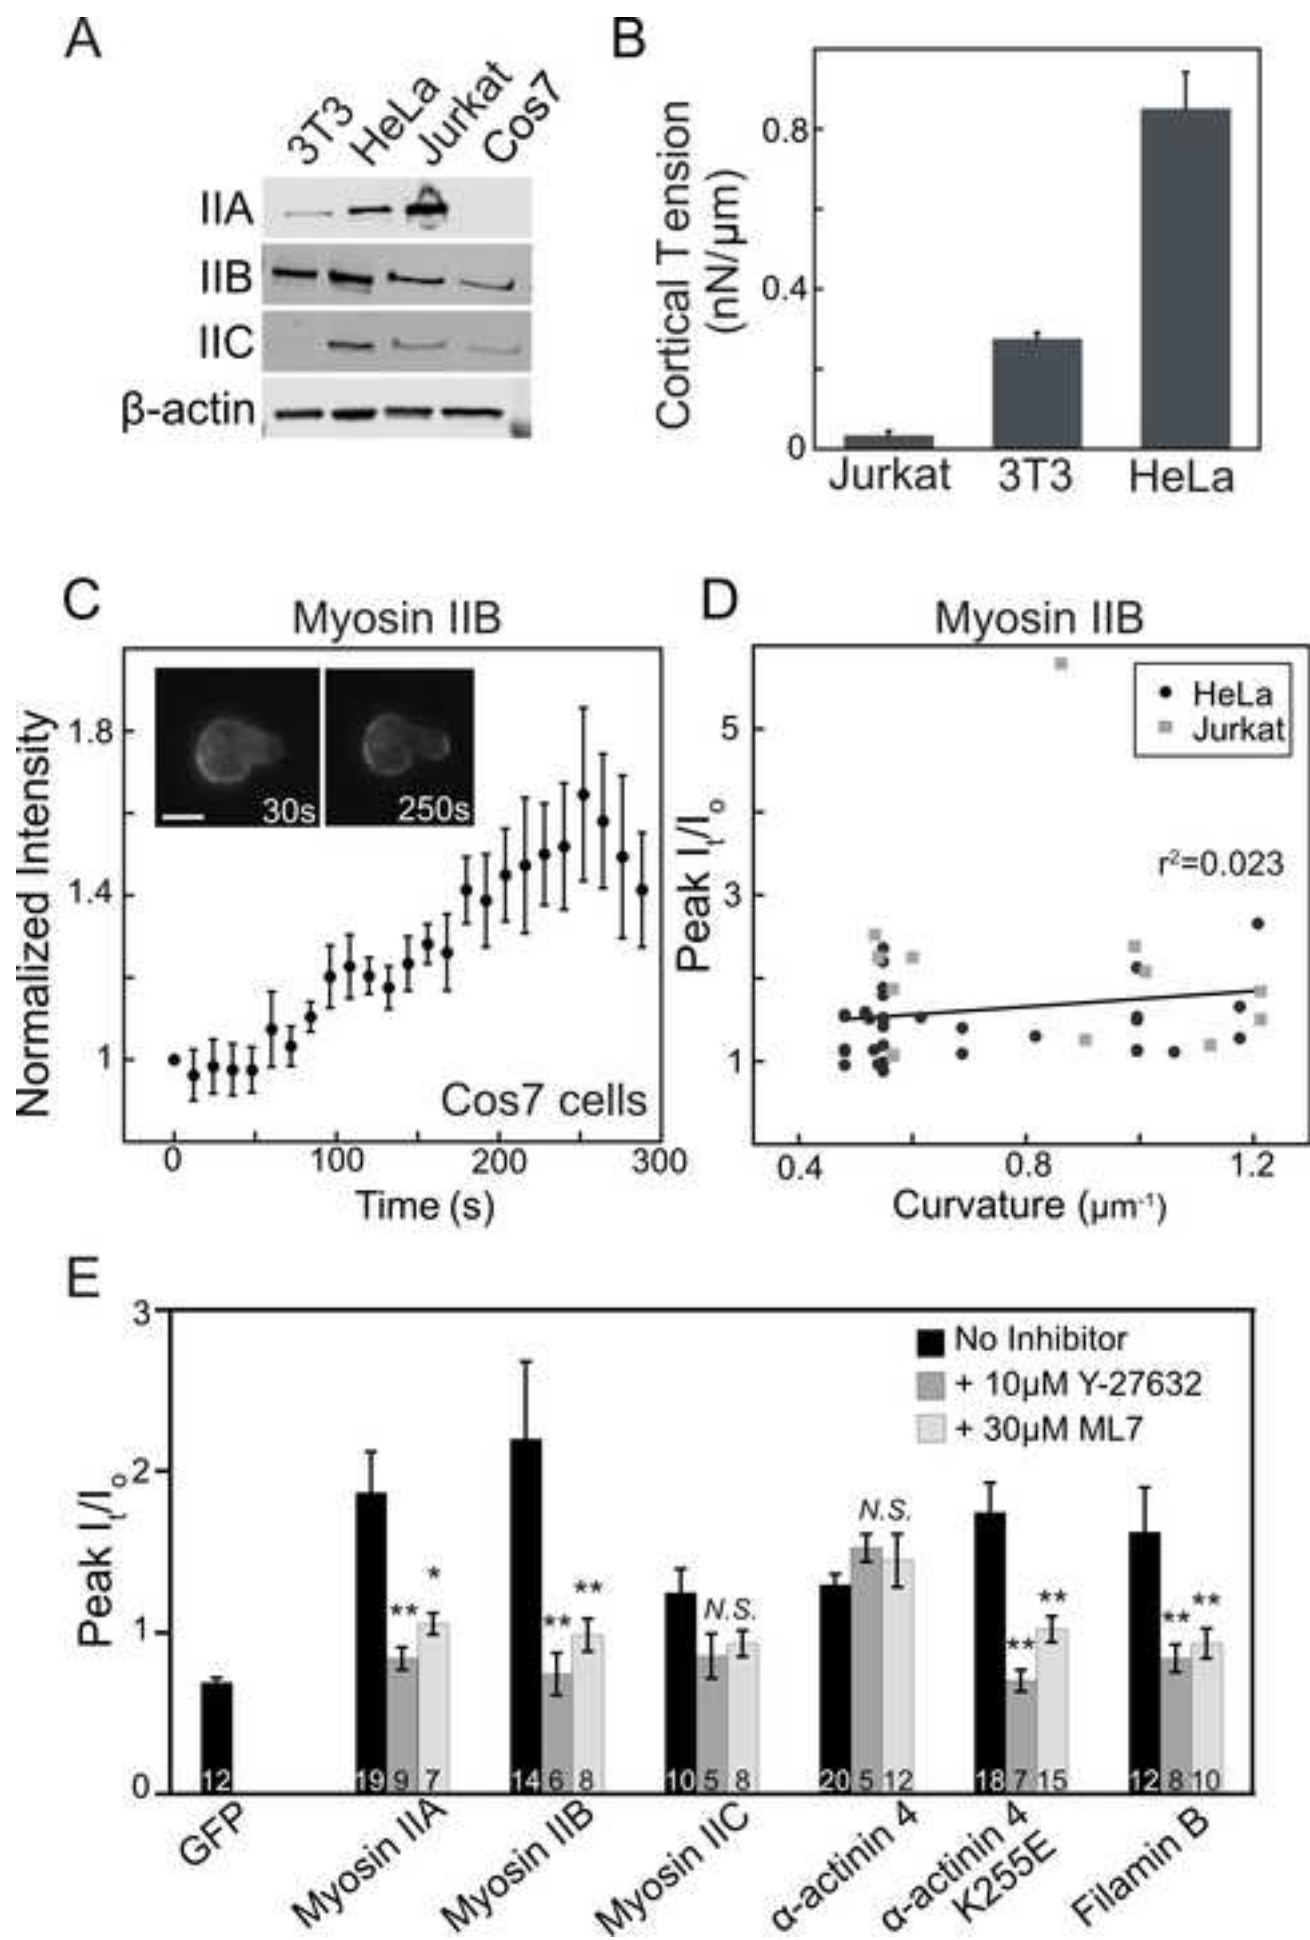 A
3T3 HeLa Jurkat Cos7
IIA
IIB
IIC
β-actin
B
Cortical Tension
(nN/µm)
0.8
0.4
0
Jurkat 3T3 HeLa
C
Myosin IIB
Normalized Intensity
1.8
1.4
1
30s 250s
Cos7 cells
0 100 200 300
Time (s)
D
Myosin IIB
HeLa
Jurkat
Peak It/Io
5
3
1
r²=0.023
0.4 0.8 1.2
Curvature (µm⁻¹)
E
No Inhibitor
+ 10µM Y-27632
+ 30µM ML7
Peak It/Io
3
2
1
0
** *
** **
N.S.
N.S.
** **
** **
12 19 9 7 14 6 8 10 5 8 20 5 12 18 7 15 12 8 10
GFP
Myosin IIA
Myosin IIB
Myosin IIC
α-actinin 4
α-actinin 4
K255E
Filamin B